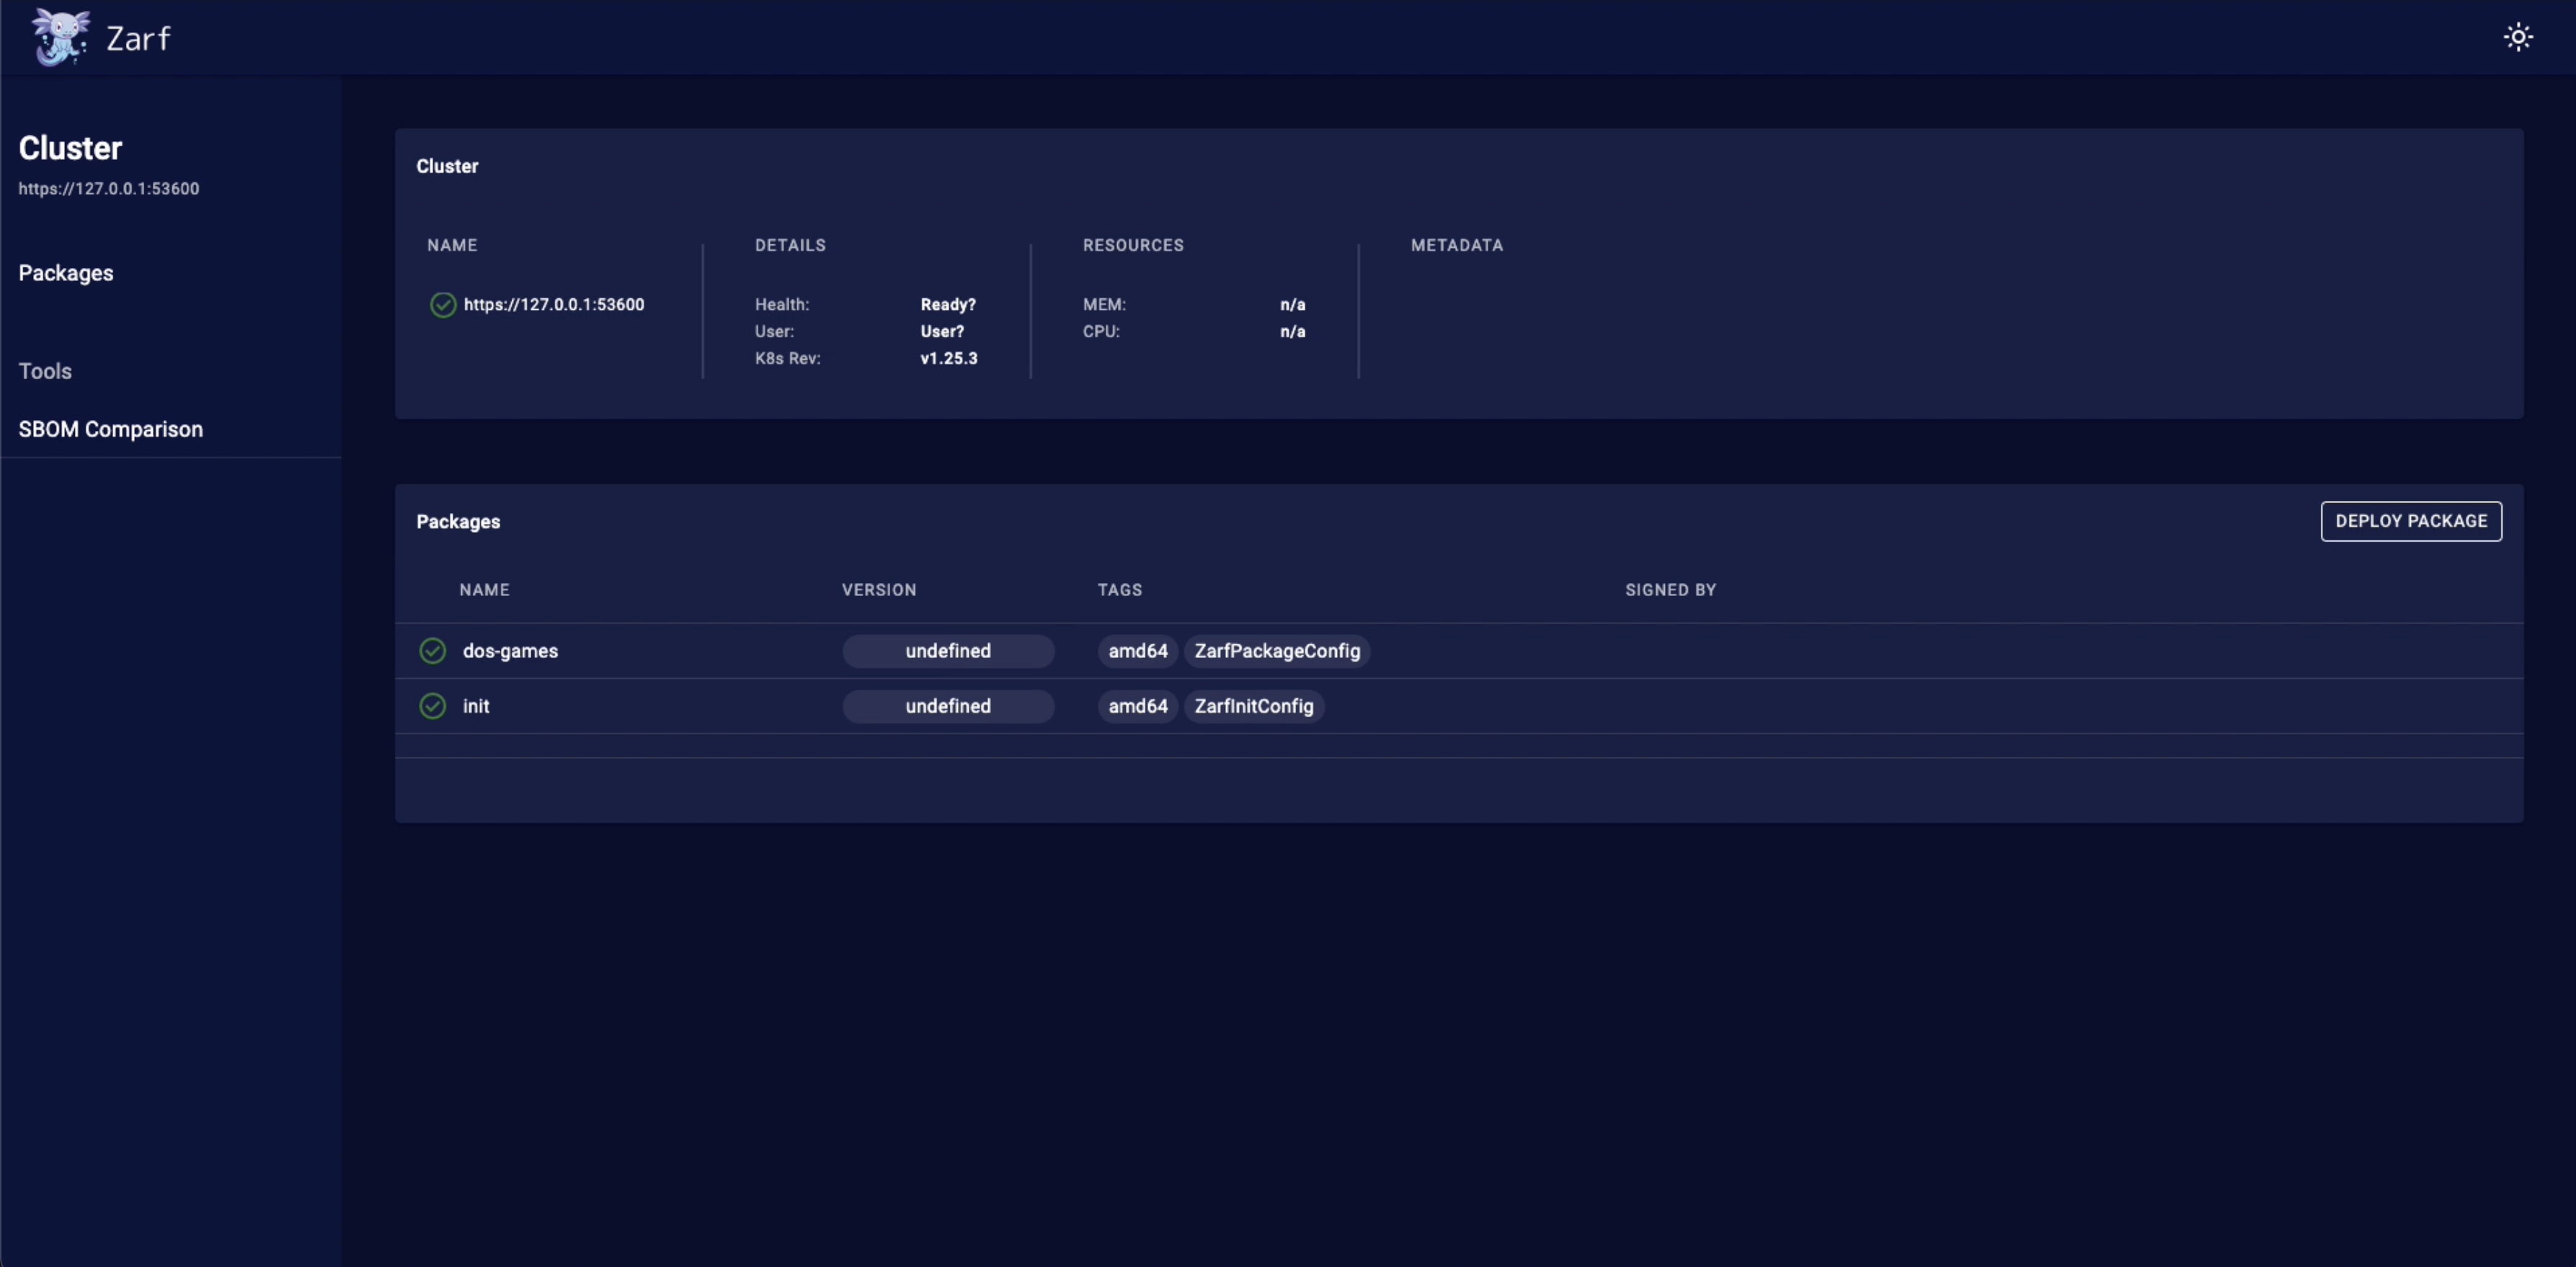 Zarf
Cluster
https://127.0.0.1:53600
Packages
Tools
SBOM Comparison
Cluster
NAME DETAILS RESOURCES METADATA
https://127.0.0.1:53600 Health: Ready? MEM: n/a
User: User? CPU: n/a
K8s Rev: v1.25.3
Packages DEPLOY PACKAGE
NAME VERSION TAGS SIGNED BY
dos-games undefined amd64 ZarfPackageConfig
init undefined amd64 ZarfInitConfig